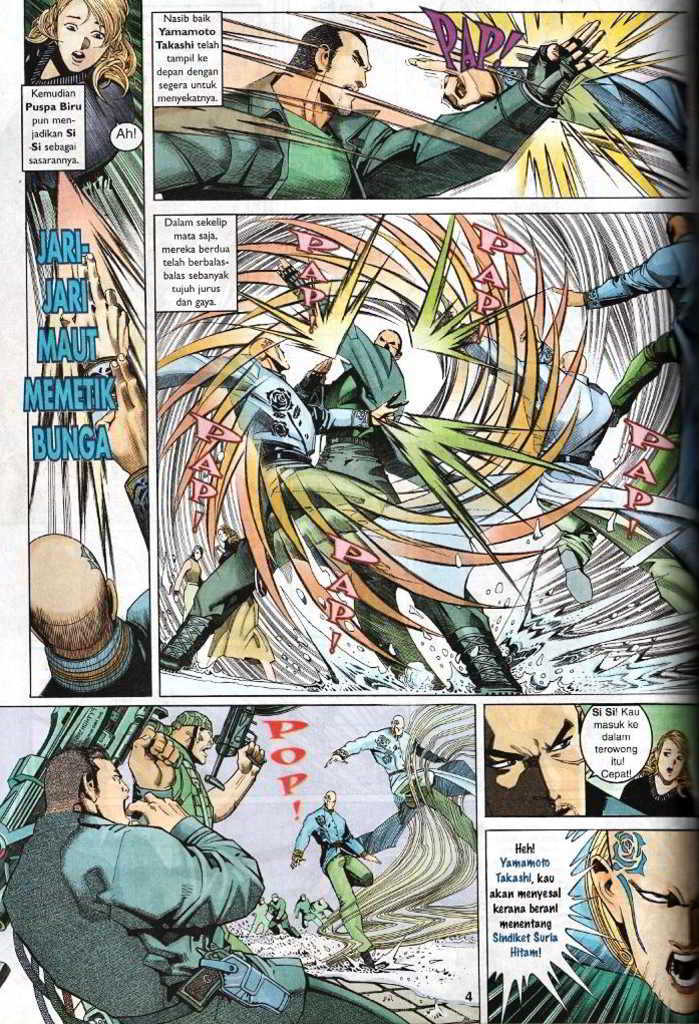 Kemudian
Puspa Biru
pun men-
jadikan Si
-Si sebagai
sasarannya.
Ah!
JARI-
JARI
MAUT
MEMETIK
BUNGA
Nasib baik
Yamamoto
Takashi telah
tampil ke
depan dengan
segera untuk
menyekatnya.
PAP!
Dalam sekelip
mata saja,
mereka berdua
telah berbalas-
balas sebanyak
tujuh jurus
dan gaya.
PAP!
PAP!
PAP!
PAP!
PAP!
POP!
Si Si! Kau
masuk ke
dalam
terowong
itu!
Cepat!
Heh!
Yamamoto
Takashi, kau
akan menyesal
kerana berani
menentang
Sindiket Suria
Hitam!
4